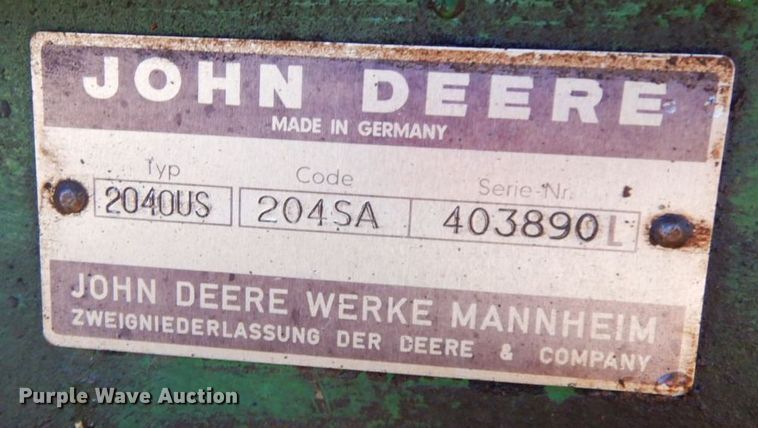 JOHN DEERE
MADE IN GERMANY
Typ Code Serie-Nr.
2040US 204SA 403890L
JOHN DEERE WERKE MANNHEIM
ZWEIGNIEDERLASSUNG DER DEERE & COMPANY
Purple Wave Auction